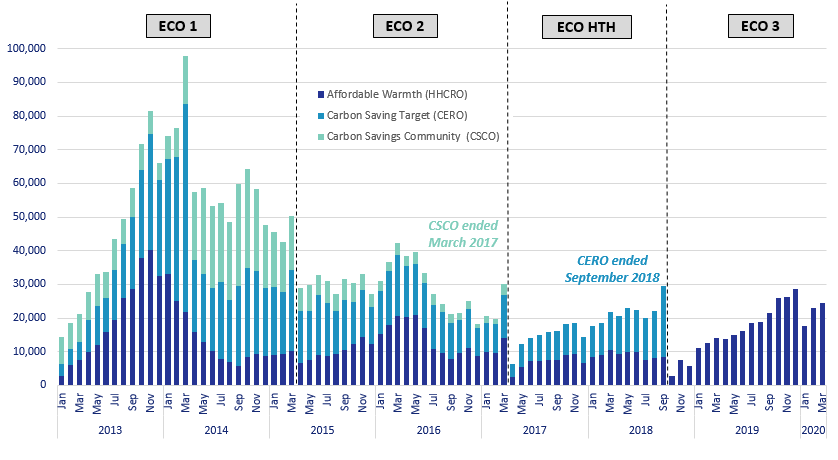 ECO 1
ECO 2
ECO HTH
ECO 3
100,000
90,000
80,000
70,000
60,000
50,000
40,000
30,000
20,000
10,000
0
Affordable Warmth (HHCRO)
Carbon Saving Target (CERO)
Carbon Savings Community (CSCO)
CSCO ended
March 2017
CERO ended
September 2018
Jan Mar May Jul Sep Nov Jan Mar May Jul Sep Nov Jan Mar May Jul Sep Nov Jan Mar May Jul Sep Nov Jan Mar May Jul Sep Nov Jan Mar May Jul Sep Nov Jan Mar May Jul Sep Nov Jan Mar
2013 2014 2015 2016 2017 2018 2019 2020